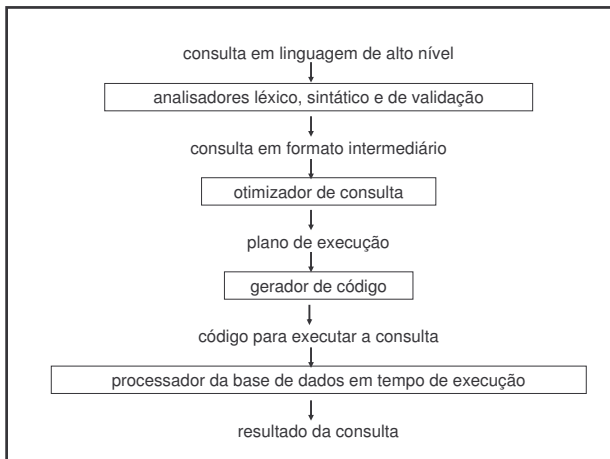 consulta em linguagem de alto nível
analisadores léxico, sintático e de validação
consulta em formato intermediário
otimizador de consulta
plano de execução
gerador de código
código para executar a consulta
processador da base de dados em tempo de execução
resultado da consulta